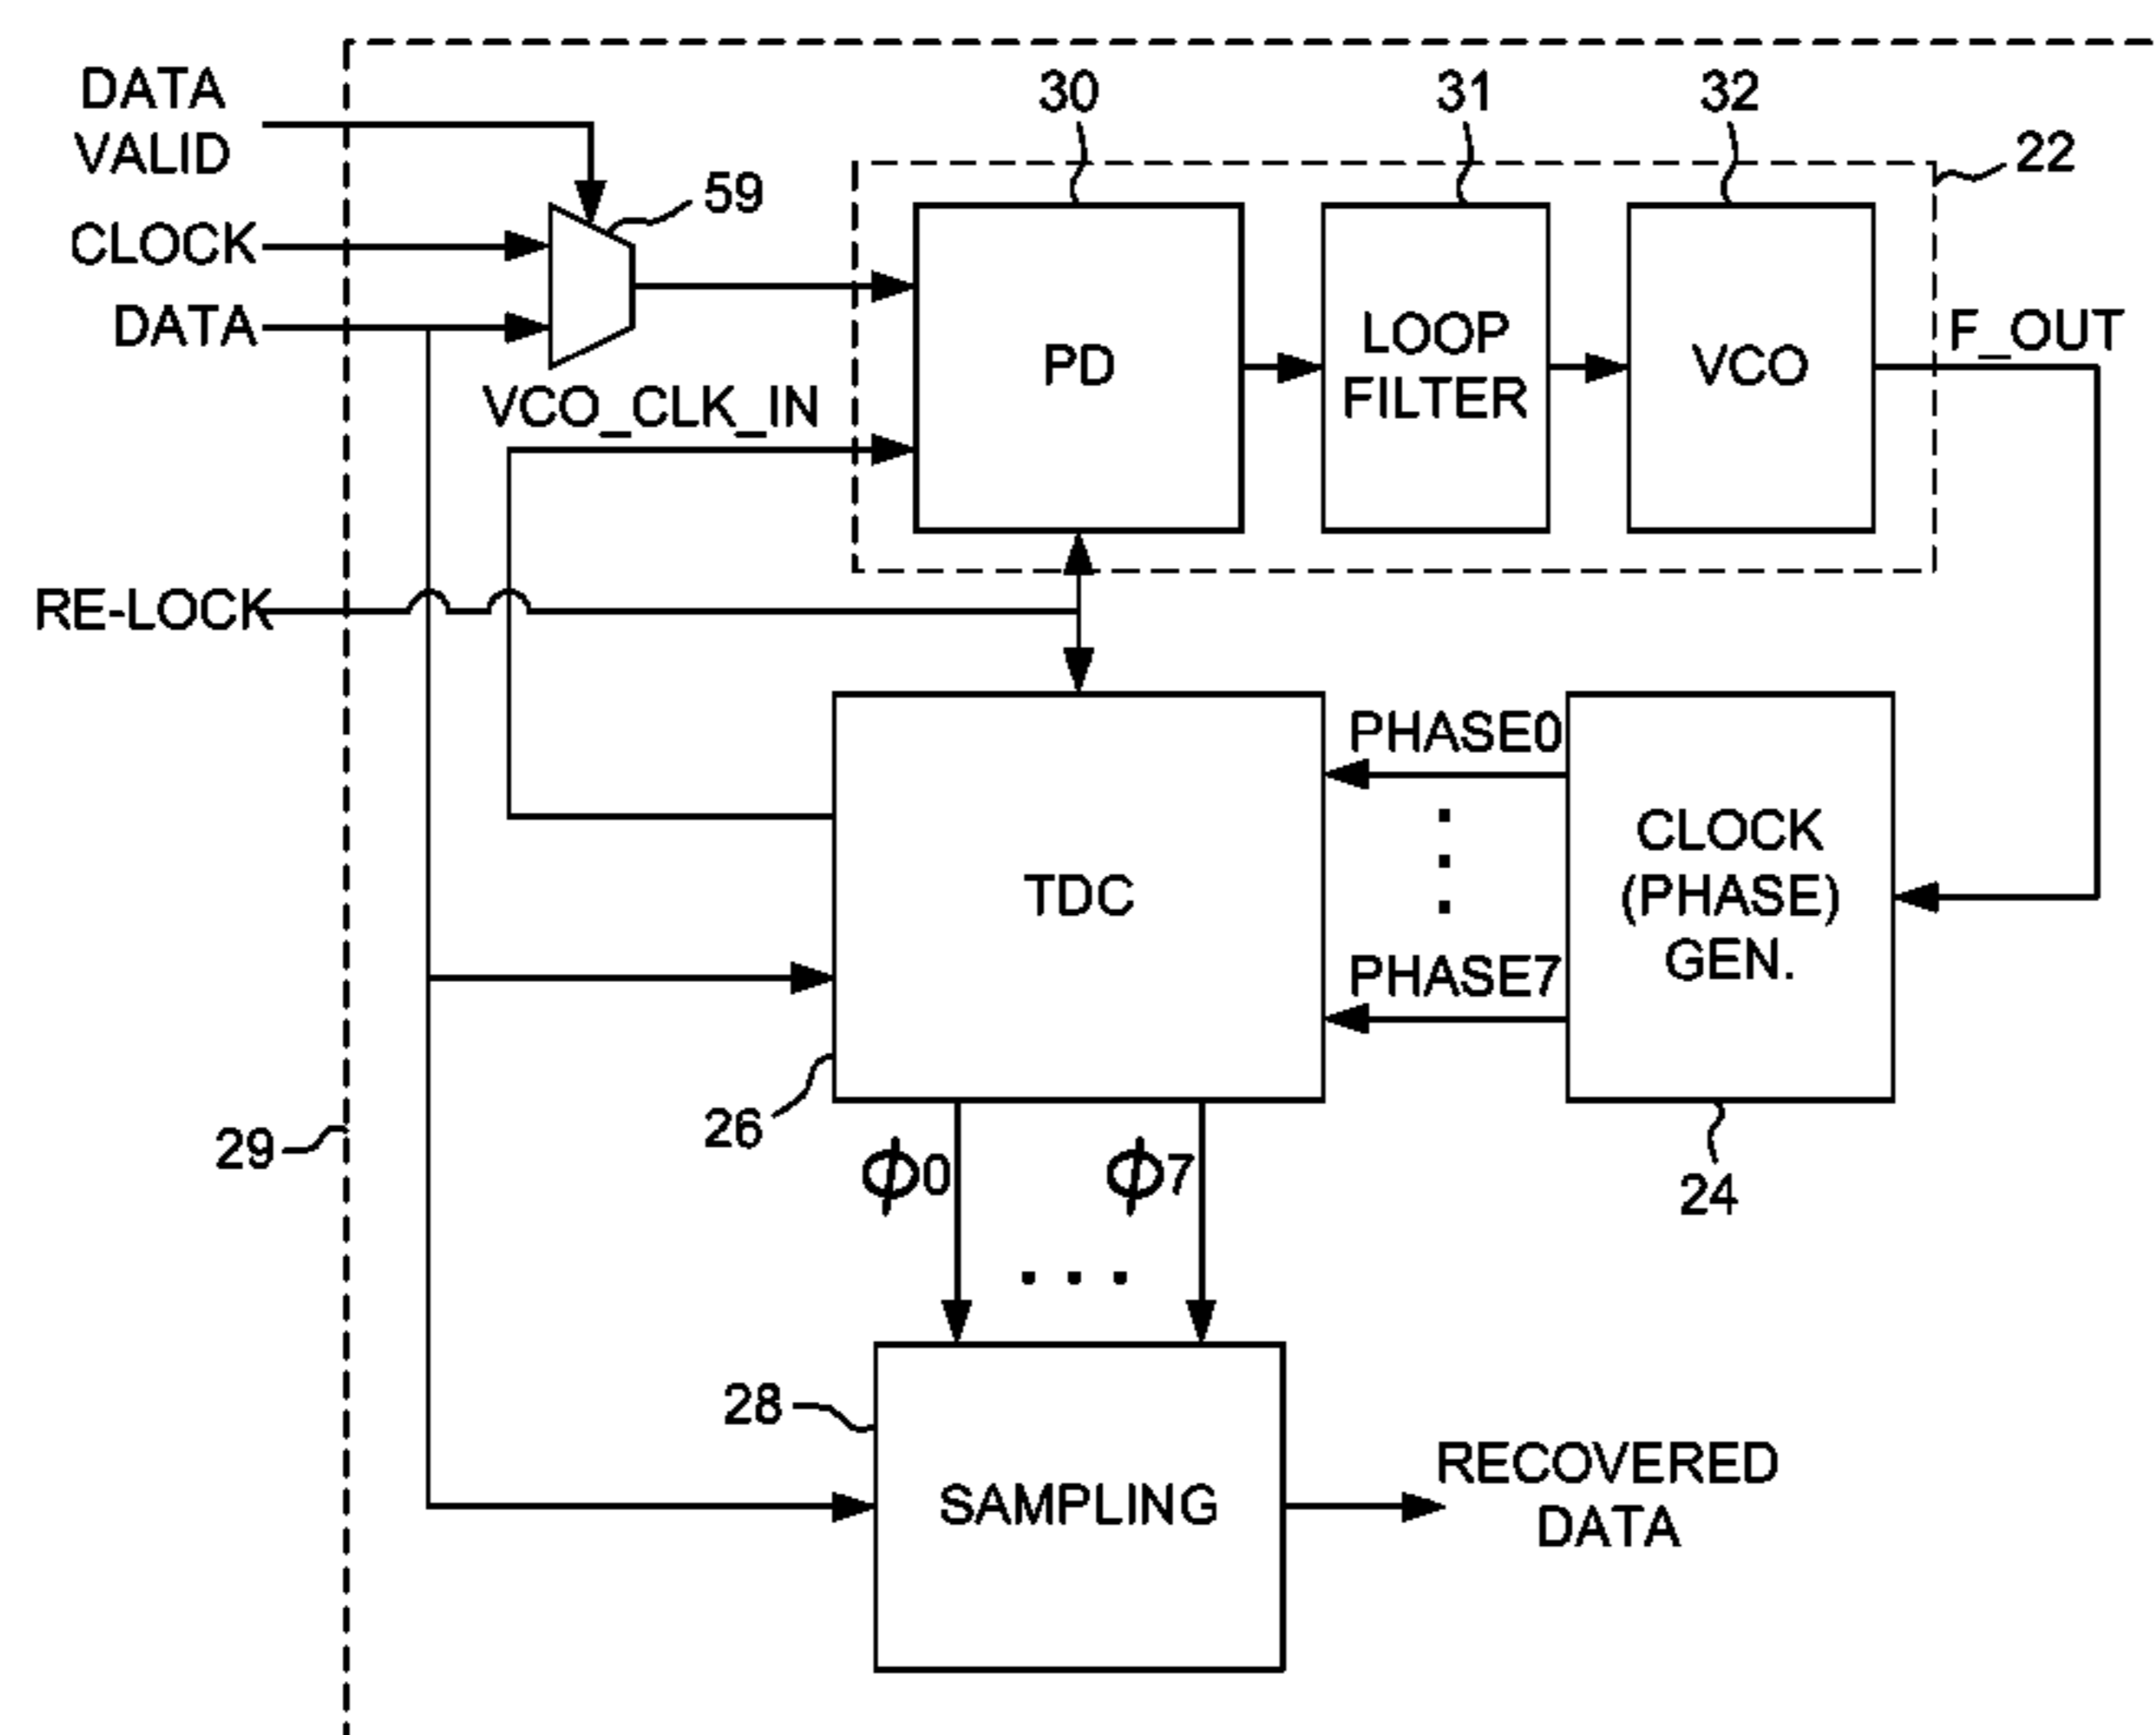 30
31
32
22
DATA
VALID
59
CLOCK
DATA
F_OUT
PD
LOOP
FILTER
VCO
VCO_CLK_IN
RE-LOCK
PHASE0
TDC
CLOCK
(PHASE)
GEN.
PHASE7
26
29
ϕ0
ϕ7
24
28
SAMPLING
RECOVERED
DATA